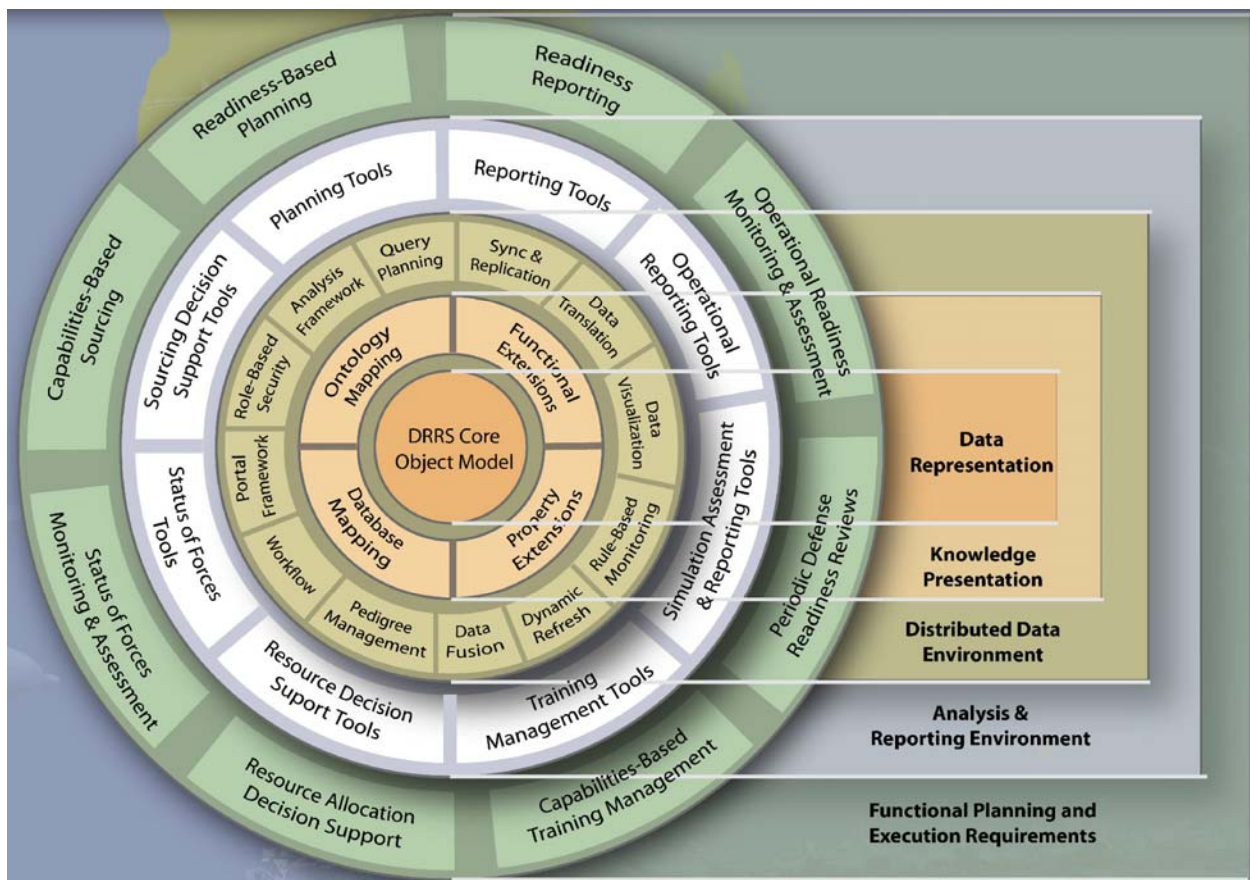 Readiness-Based
Planning
Readiness
Reporting
Operational Readiness
Monitoring & Assessment
Periodic Defense
Readiness Reviews
Capabilities-Based
Training Management
Resource Allocation
Decision Support
Status of Forces
Monitoring & Assessment
Capabilities-Based
Sourcing
Planning Tools
Reporting Tools
Operational
Reporting Tools
Simulation Assessment
& Reporting Tools
Training
Management Tools
Resource Decision
Support Tools
Status of Forces
Tools
Sourcing Decision
Support Tools
Query
Planning
Sync &
Replication
Data
Translation
Data
Visualization
Rule-Based
Monitoring
Dynamic
Refresh
Data
Fusion
Pedigree
Management
Workflow
Portal
Framework
Role-Based
Security
Analysis
Framework
Ontology
Mapping
Functional
Extensions
Property
Extensions
Database
Mapping
DRRS Core
Object Model
Data
Representation
Knowledge
Presentation
Distributed Data
Environment
Analysis &
Reporting Environment
Functional Planning and
Execution Requirements